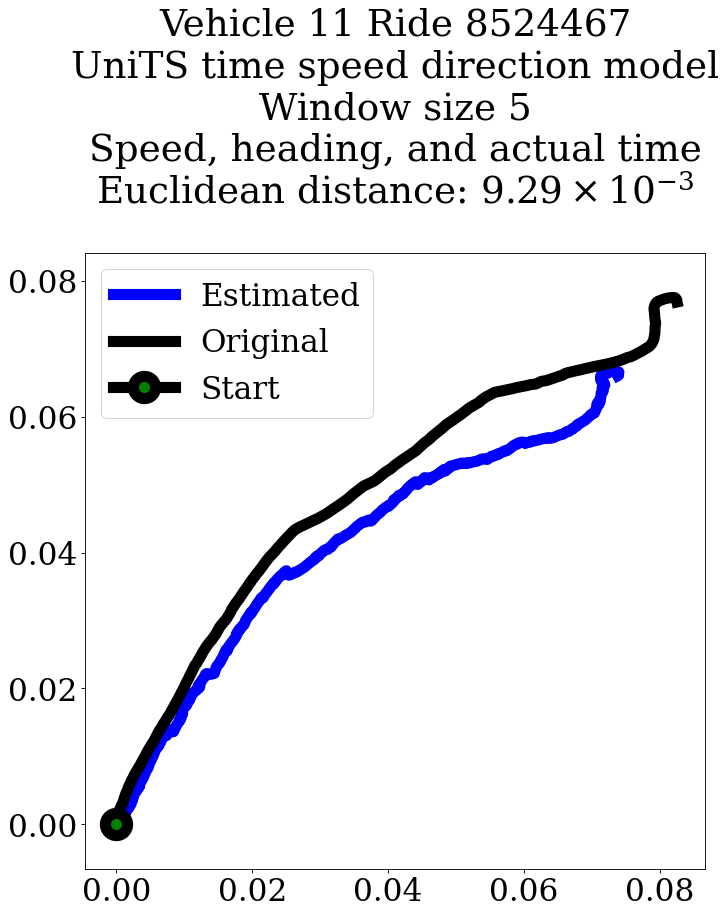 Vehicle 11 Ride 8524467
UniTS time speed direction model
Window size 5
Speed, heading, and actual time
Euclidean distance: 9.29 × 10⁻³
Estimated
Original
Start
0.08
0.06
0.04
0.02
0.00
0.00 0.02 0.04 0.06 0.08